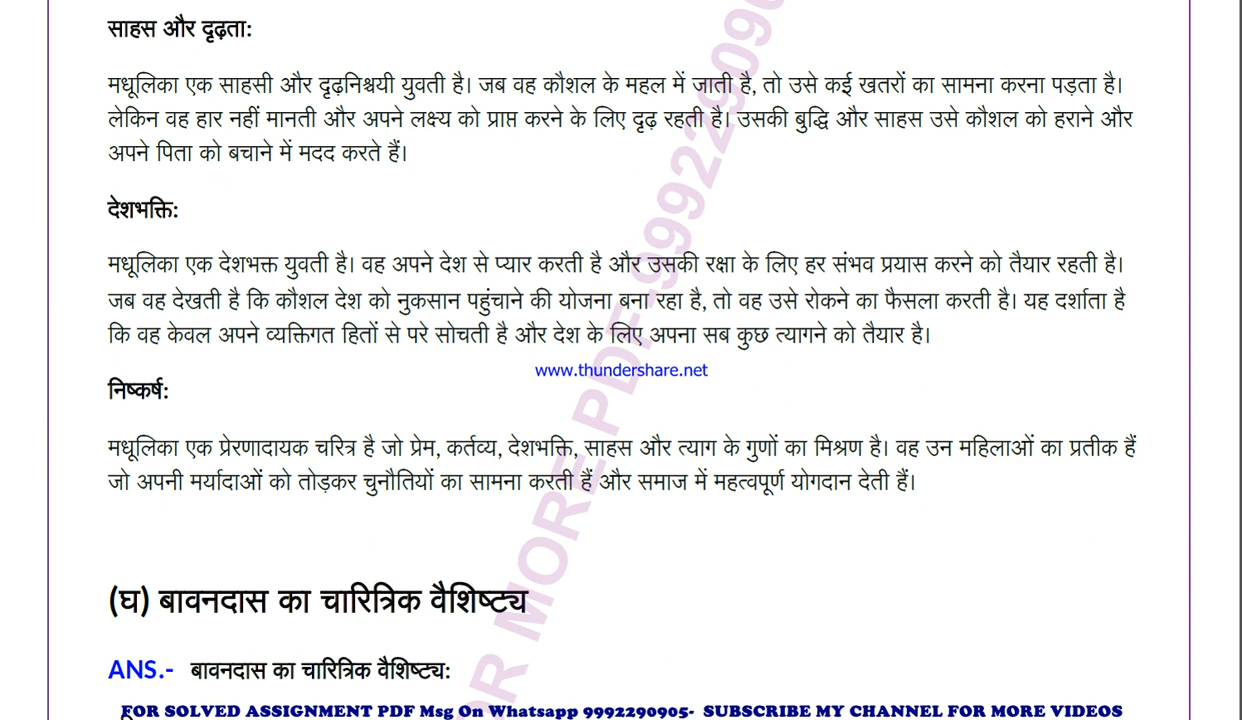 साहस और दृढ़ता:
मधूलिका एक साहसी और दृढ़निश्चयी युवती है। जब वह कौशल के महल में जाती है, तो उसे कई खतरों का सामना करना पड़ता है।
लेकिन वह हार नहीं मानती और अपने लक्ष्य को प्राप्त करने के लिए दृढ़ रहती है। उसकी बुद्धि और साहस उसे कौशल को हराने और
अपने पिता को बचाने में मदद करते हैं।
देशभक्ति:
मधूलिका एक देशभक्त युवती है। वह अपने देश से प्यार करती है और उसकी रक्षा के लिए हर संभव प्रयास करने को तैयार रहती है।
जब वह देखती है कि कौशल देश को नुकसान पहुंचाने की योजना बना रहा है, तो वह उसे रोकने का फैसला करती है। यह दर्शाता है
कि वह केवल अपने व्यक्तिगत हितों से परे सोचती है और देश के लिए अपना सब कुछ त्यागने को तैयार है।
www.thundershare.net
निष्कर्ष:
मधूलिका एक प्रेरणादायक चरित्र है जो प्रेम, कर्तव्य, देशभक्ति, साहस और त्याग के गुणों का मिश्रण है। वह उन महिलाओं का प्रतीक हैं
जो अपनी मर्यादाओं को तोड़कर चुनौतियों का सामना करती हैं और समाज में महत्वपूर्ण योगदान देती हैं।
(घ) बावनदास का चारित्रिक वैशिष्ट्य
ANS.- बावनदास का चारित्रिक वैशिष्ट्य:
FOR SOLVED ASSIGNMENT PDF Msg On Whatsapp 9992290905- SUBSCRIBE MY CHANNEL FOR MORE VIDEOS
OR MORE PDF-999229090